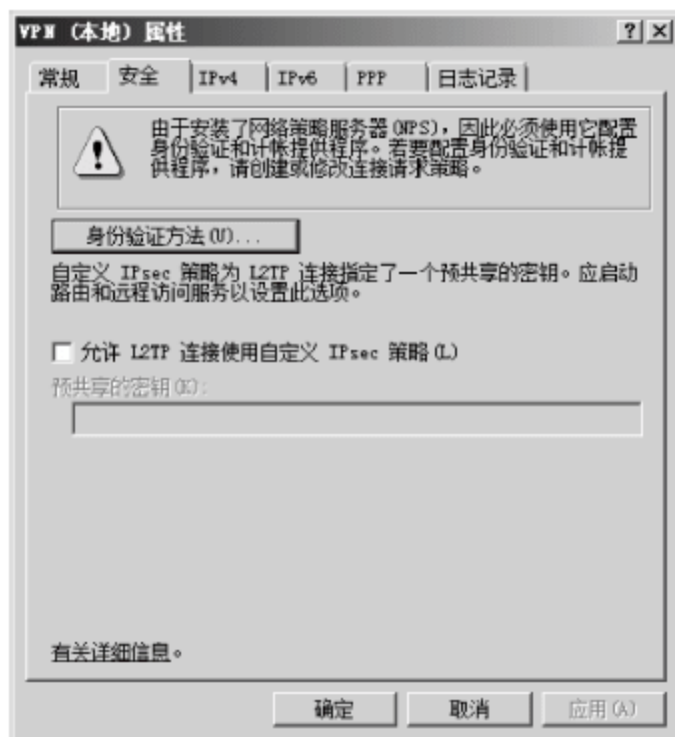 VPN (本地) 属性
常规 安全 IPv4 IPv6 PPP 日志记录
由于安装了网络策略服务器(NPS)，因此必须使用它配置
身份验证和计帐提供程序。若要配置身份验证和计帐提
供程序，请创建或修改连接请求策略。
身份验证方法(U)...
自定义 IPsec 策略为 L2TP 连接指定了一个预共享的密钥。应启动
路由和远程访问服务以设置此选项。
允许 L2TP 连接使用自定义 IPsec 策略(L)
预共享的密钥(K):
有关详细信息。
确定 取消 应用(A)